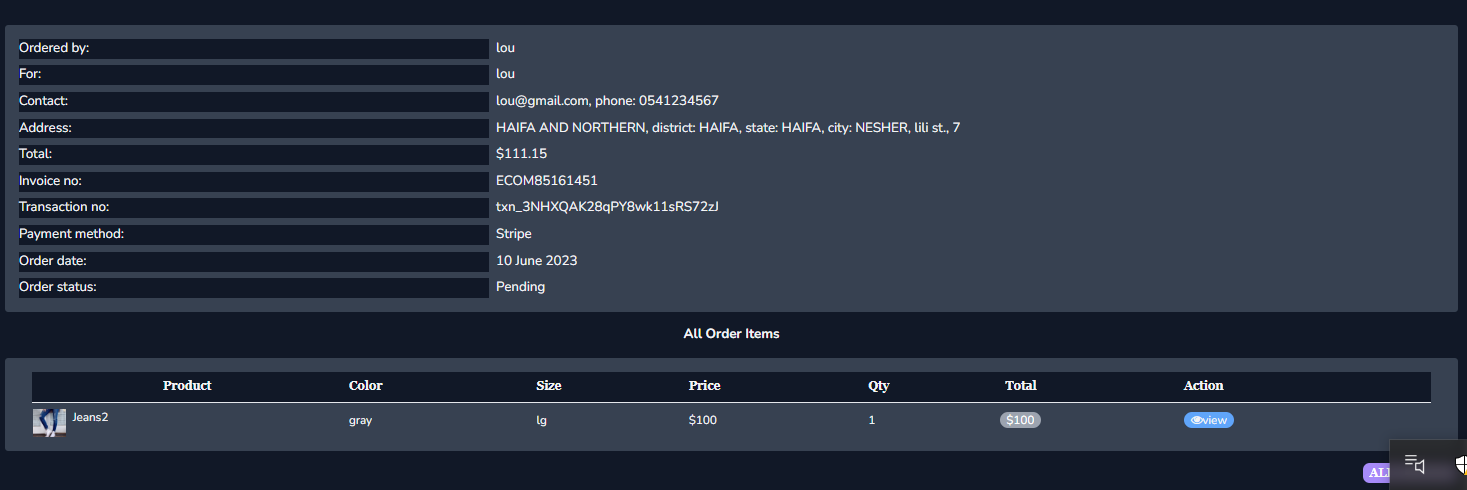 Ordered by: lou
For: lou
Contact: lou@gmail.com, phone: 0541234567
Address: HAIFA AND NORTHERN, district: HAIFA, state: HAIFA, city: NESHER, lili st., 7
Total: $111.15
Invoice no: ECOM85161451
Transaction no: txn_3NHXQAK28qPY8wk11sRS72zJ
Payment method: Stripe
Order date: 10 June 2023
Order status: Pending
All Order Items
Product Color Size Price Qty Total Action
Jeans2 gray lg $100 1 $100 view